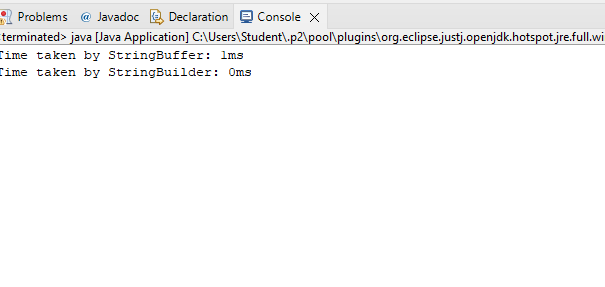 Problems @ Javadoc Declaration Console
terminated> java [Java Application] C:\Users\Student\.p2\pool\plugins\org.eclipse.justj.openjdk.hotspot.jre.full.wi
Time taken by StringBuffer: 1ms
Time taken by StringBuilder: 0ms